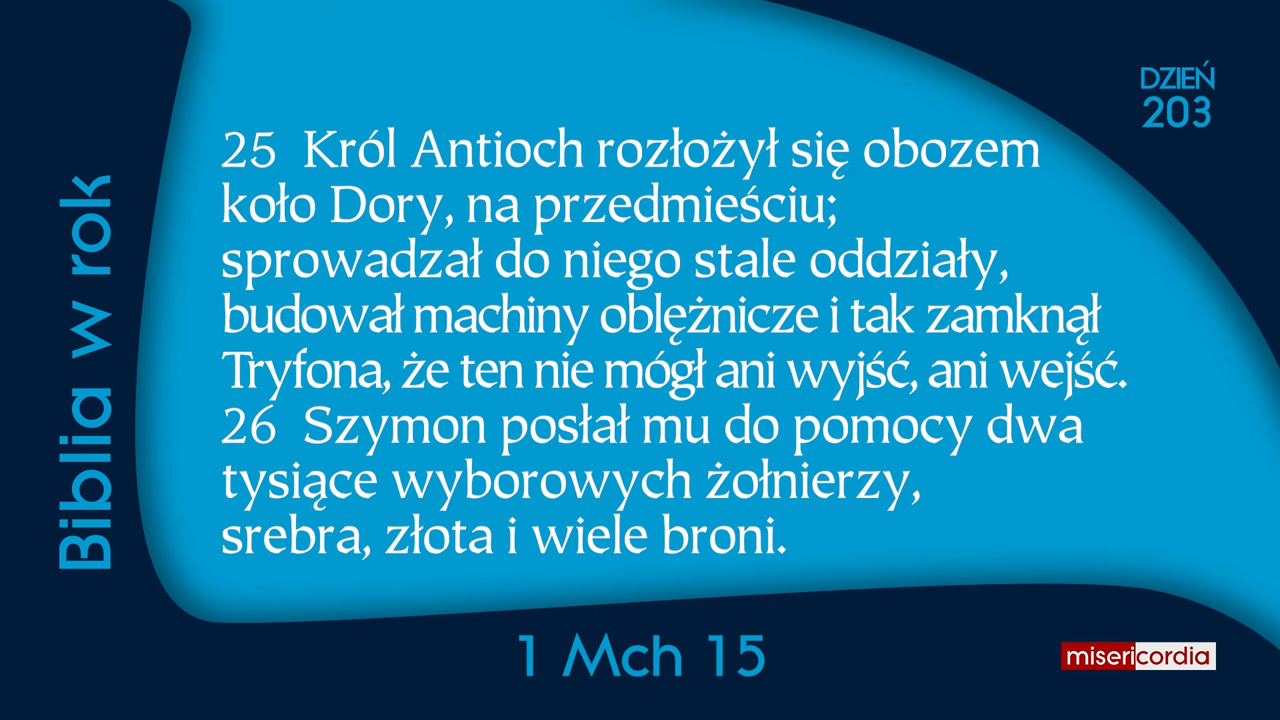 DZIEŃ
203
25 Król Antioch rozłożył się obozem
koło Dory, na przedmieściu;
sprowadzał do niego stale oddziały,
budował machiny oblężnicze i tak zamknął
Tryfona, że ten nie mógł ani wyjść, ani wejść.
26 Szymon posłał mu do pomocy dwa
tysiące wyborowych żołnierzy,
srebra, złota i wiele broni.
Biblia w rok
1 Mch 15
misericordia